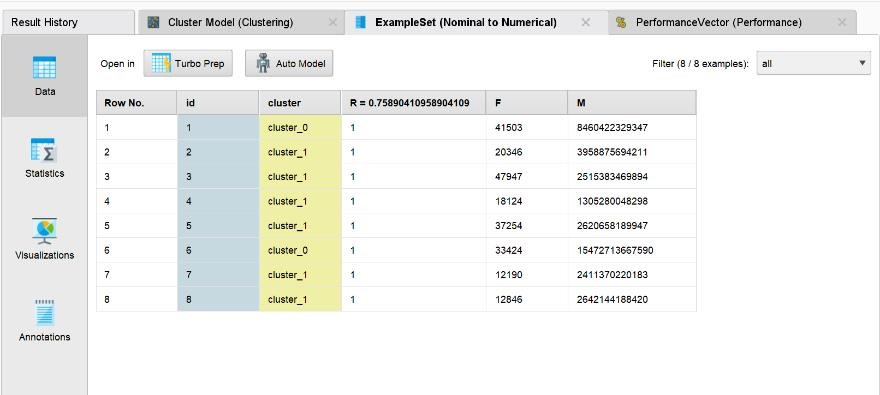 Result History
Cluster Model (Clustering)
ExampleSet (Nominal to Numerical)
PerformanceVector (Performance)
Data
Statistics
Visualizations
Annotations
Open in Turbo Prep Auto Model Filter (8 / 8 examples): all
Row No. id cluster R = 0.75890410958904109 F M
1 1 cluster_0 1 41503 8460422329347
2 2 cluster_1 1 20346 3958875694211
3 3 cluster_1 1 47947 2515383469894
4 4 cluster_1 1 18124 1305280048298
5 5 cluster_1 1 37254 2620658189947
6 6 cluster_0 1 33424 15472713667590
7 7 cluster_1 1 12190 2411370220183
8 8 cluster_1 1 12846 2642144188420